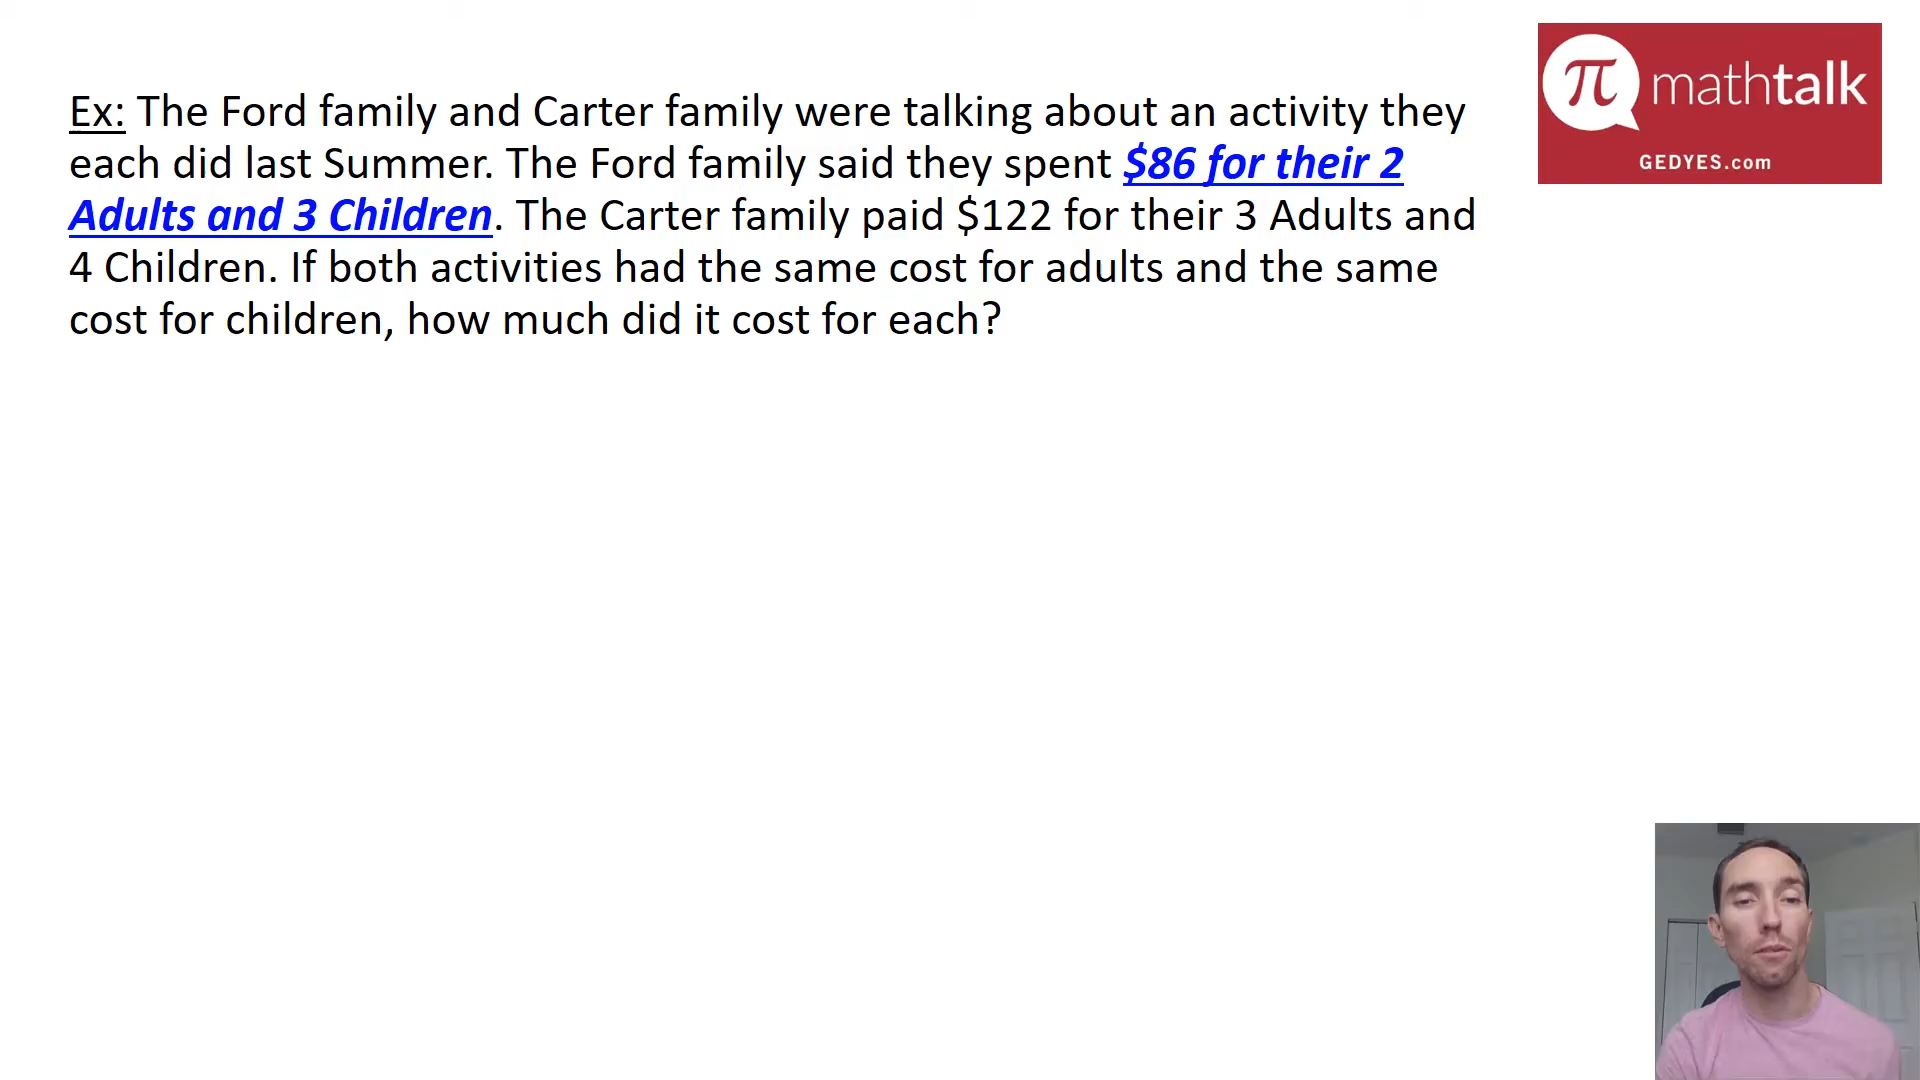 Ex: The Ford family and Carter family were talking about an activity they
each did last Summer. The Ford family said they spent $86 for their 2
Adults and 3 Children. The Carter family paid $122 for their 3 Adults and
4 Children. If both activities had the same cost for adults and the same
cost for children, how much did it cost for each?
π mathtalk
GEDYES.com